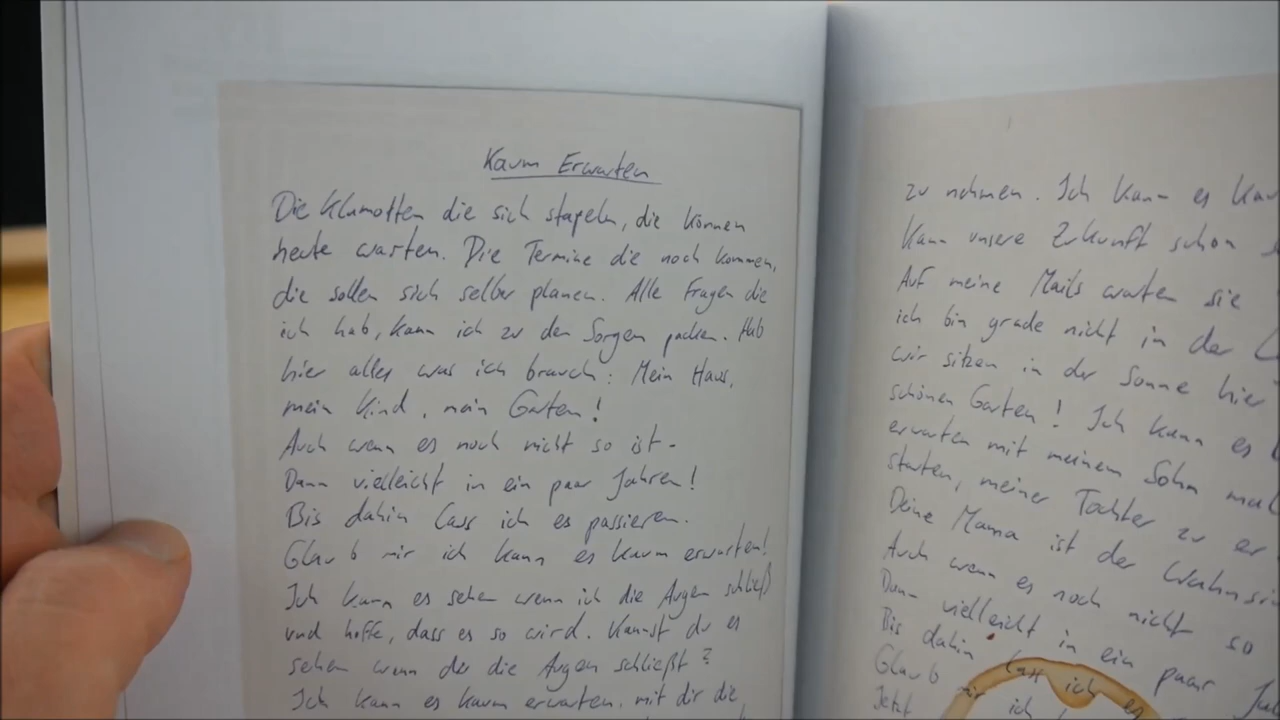 Kaum Erwarten
Die Klamotten die sich stapeln, die können
heute warten. Die Termine die noch kommen,
die sollen sich selber planen. Alle Fragen die
ich hab, kann ich zu den Sorgen packen. Hab
hier alles was ich brauch: Mein Haus,
mein Kind, mein Garten!
Auch wenn es noch nicht so ist -
Dann vielleicht in ein paar Jahren!
Bis dahin lass ich es passieren.
Glaub mir ich kann es kaum erwarten!
Ich kann es sehen wenn ich die Augen schließ
und hoffe, dass es so wird. Kannst du es
sehen wenn du die Augen schließt?
Ich kann es kaum erwarten, mit dir die
zu nehmen. Ich kann es
kann unsere Zukunft schon
Auf meine Mails warten sie
ich bin grade nicht in der
wir sitzen in der Sonne hier
schönen Garten! Ich kann es
erwarten mit meinem Sohn
starten, meiner Tochter zu er
Deine Mama ist der Wahnsin
Auch wenn es noch nicht so
Dann vielleicht in ein paar
Bis dahin lass ich es
Glaub mir ich
Jetzt